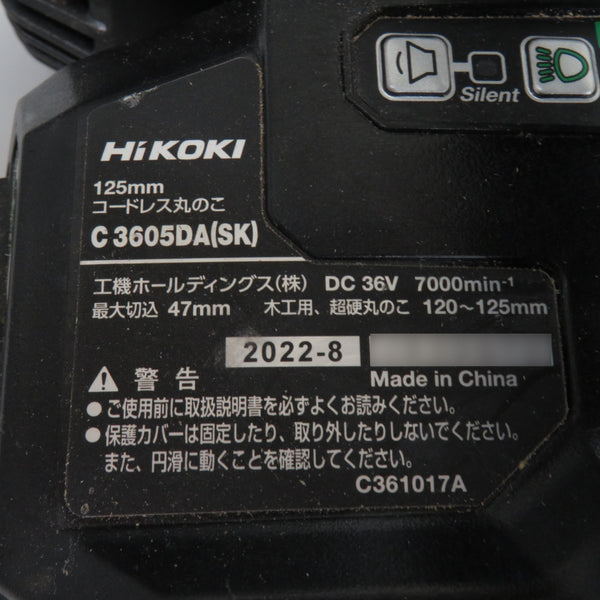 Silent
HiKOKI
125mm
コードレス丸のこ
C 3605DA(SK)
工機ホールディングス(株) DC 36V 7000min-1
最大切込 47mm 木工用、超硬丸のこ 120～125mm
2022-8
Made in China
警告
●ご使用前に取扱説明書を必ずよくお読みください。
●保護カバーは固定したり、取り外したりしないでください。
また、円滑に動くことを確認してください。
C361017A